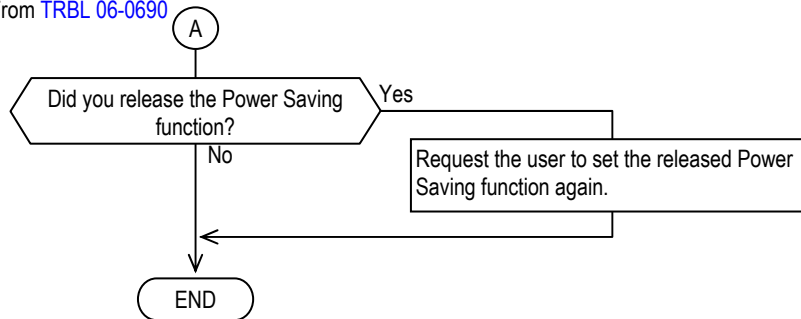 from TRBL 06-0690
A
Did you release the Power Saving
function?
Yes
No
Request the user to set the released Power
Saving function again.
END